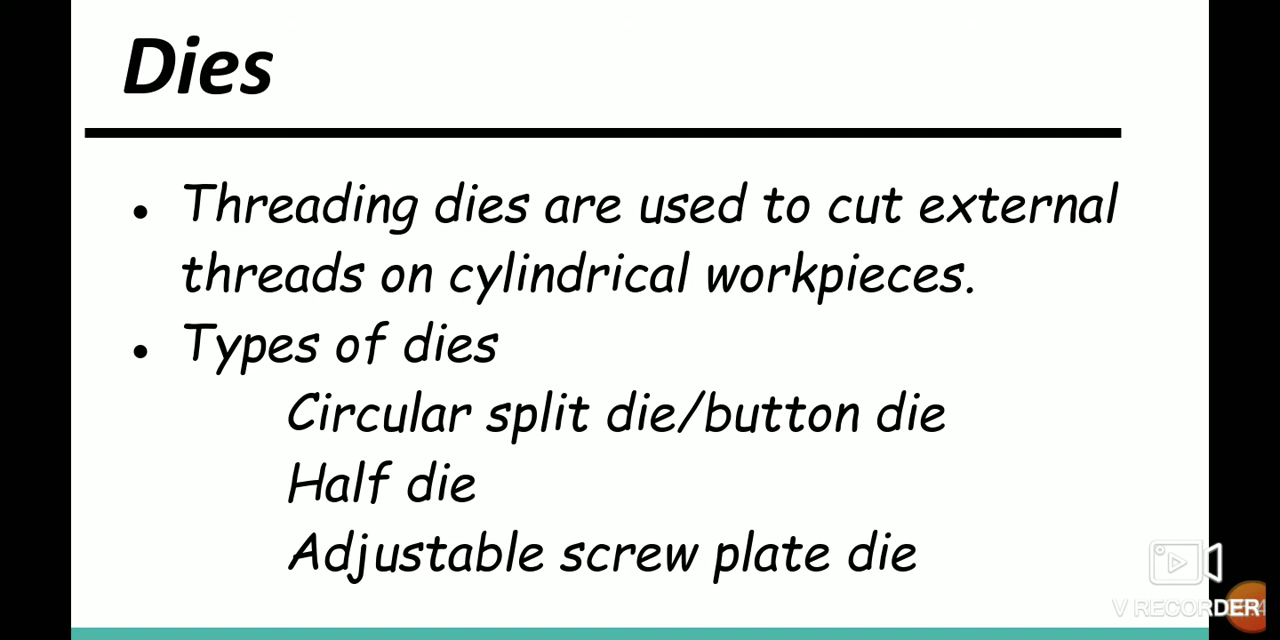 Dies
• Threading dies are used to cut external
threads on cylindrical workpieces.
• Types of dies
Circular split die/button die
Half die
Adjustable screw plate die
V RECORDER